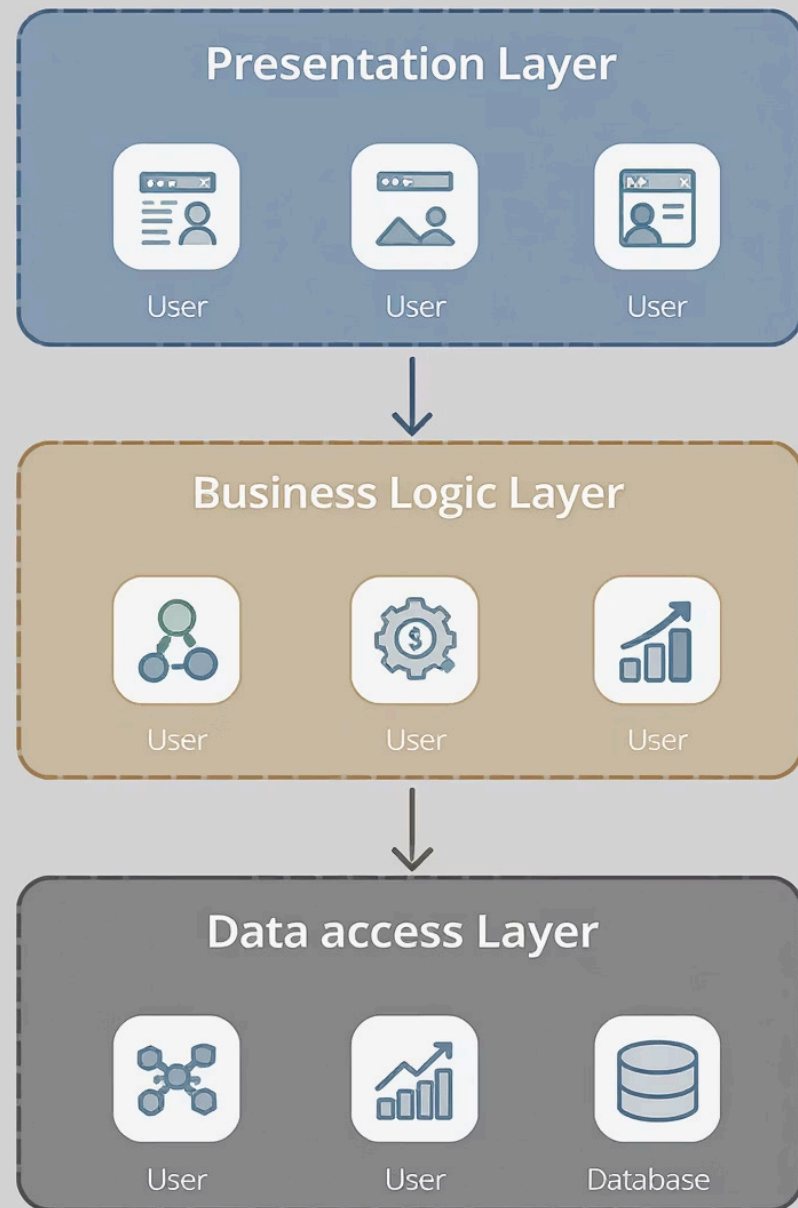 Presentation Layer
User User User
Business Logic Layer
$
User User User
Data access Layer
User User Database